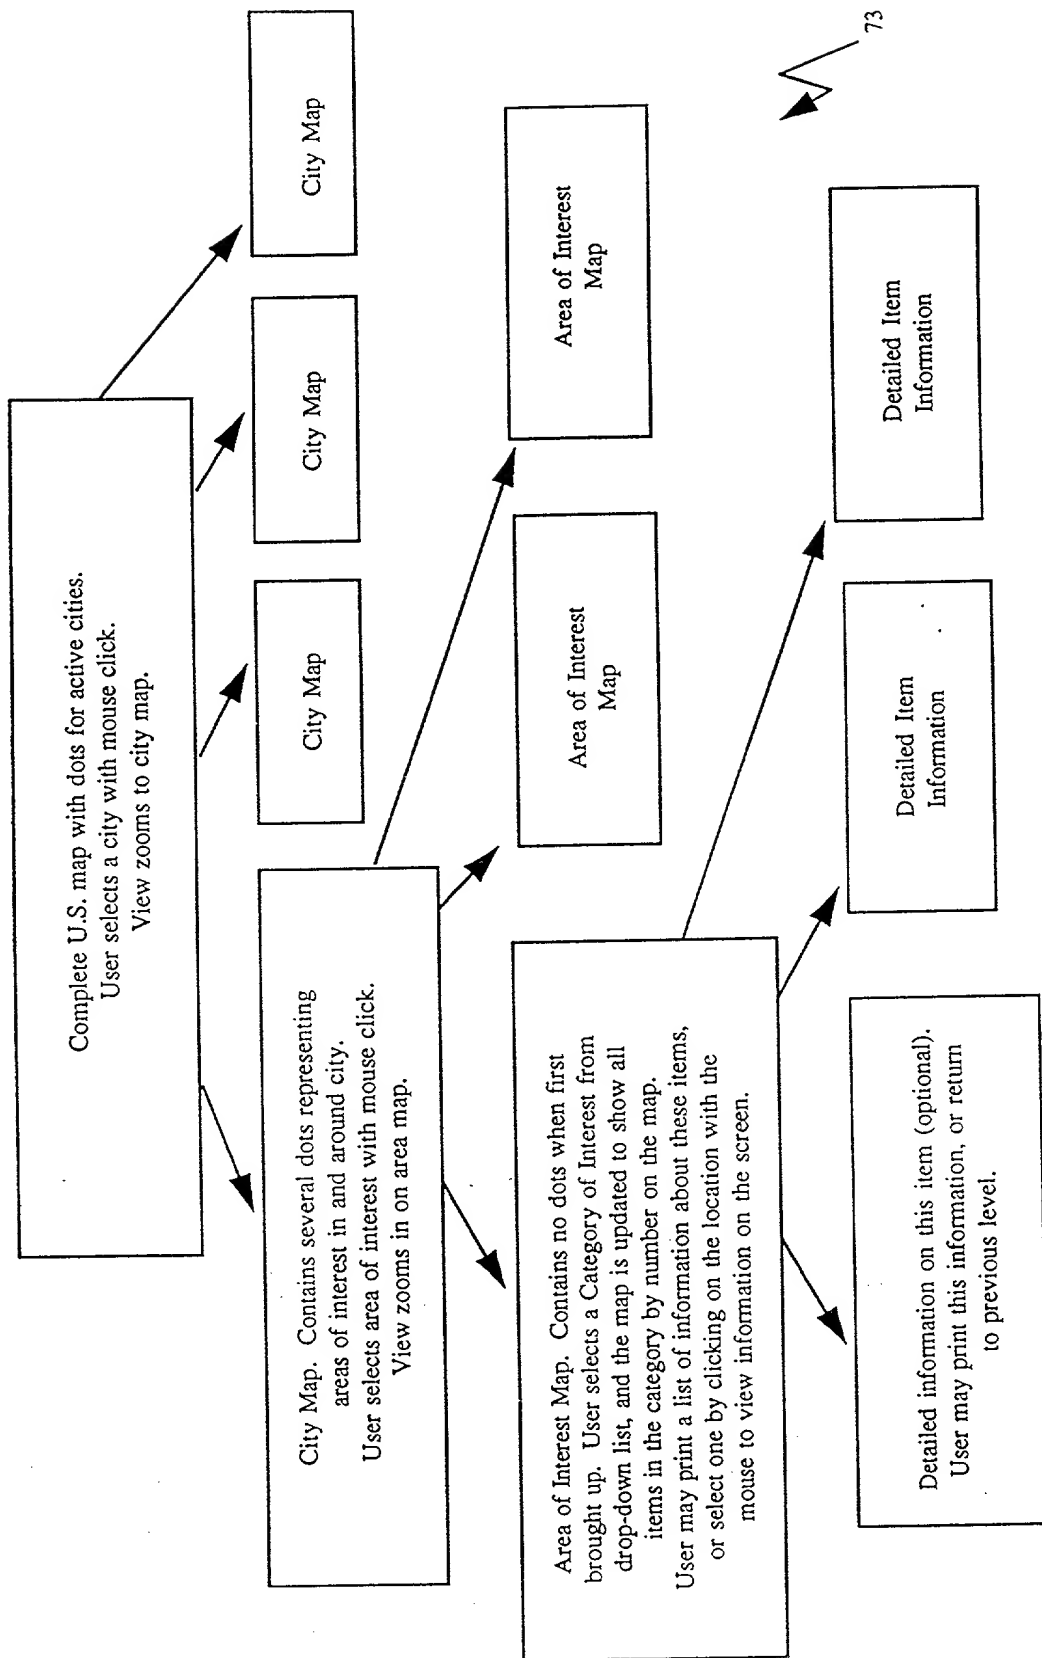 Complete U.S. map with dots for active cities.
User selects a city with mouse click.
View zooms to city map.
City Map. Contains several dots representing
areas of interest in and around city.
User selects area of interest with mouse click.
View zooms in on area map.
City Map
City Map
City Map
Area of Interest Map. Contains no dots when first
brought up. User selects a Category of Interest from
drop-down list, and the map is updated to show all
items in the category by number on the map.
User may print a list of information about these items,
or select one by clicking on the location with the
mouse to view information on the screen.
Area of Interest
Map
Area of Interest
Map
Detailed information on this item (optional).
User may print this information, or return
to previous level.
Detailed Item
Information
Detailed Item
Information
73